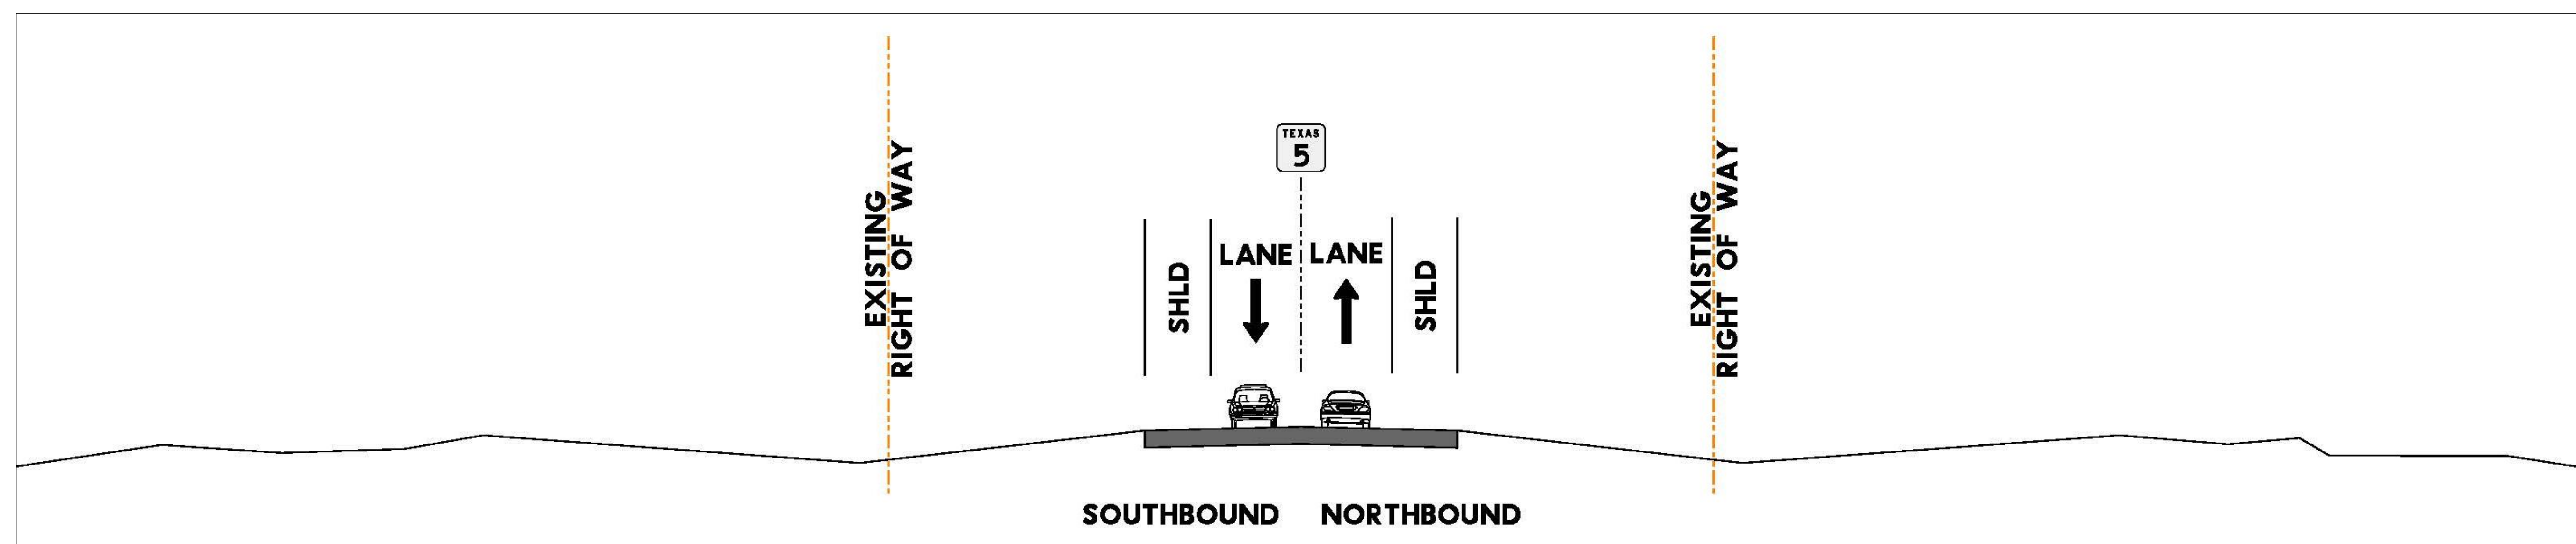 TEXAS
5
EXISTING
RIGHT OF WAY
SHLD
LANE
LANE
SHLD
EXISTING
RIGHT OF WAY
SOUTHBOUND NORTHBOUND